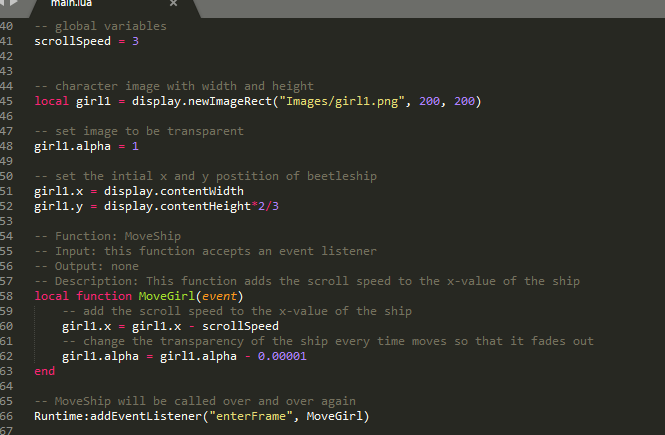 main.lua ×
40 -- global variables
41 scrollSpeed = 3
42
43
44 -- character image with width and height
45 local girl1 = display.newImageRect("Images/girl1.png", 200, 200)
46
47 -- set image to be transparent
48 girl1.alpha = 1
49
50 -- set the intial x and y postition of beetleship
51 girl1.x = display.contentWidth
52 girl1.y = display.contentHeight*2/3
53
54 -- Function: MoveShip
55 -- Input: this function accepts an event listener
56 -- Output: none
57 -- Description: This function adds the scroll speed to the x-value of the ship
58 local function MoveGirl(event)
59 -- add the scroll speed to the x-value of the ship
60 girl1.x = girl1.x - scrollSpeed
61 -- change the transparency of the ship every time moves so that it fades out
62 girl1.alpha = girl1.alpha - 0.00001
63 end
64
65 -- MoveShip will be called over and over again
66 Runtime:addEventListener("enterFrame", MoveGirl)
67